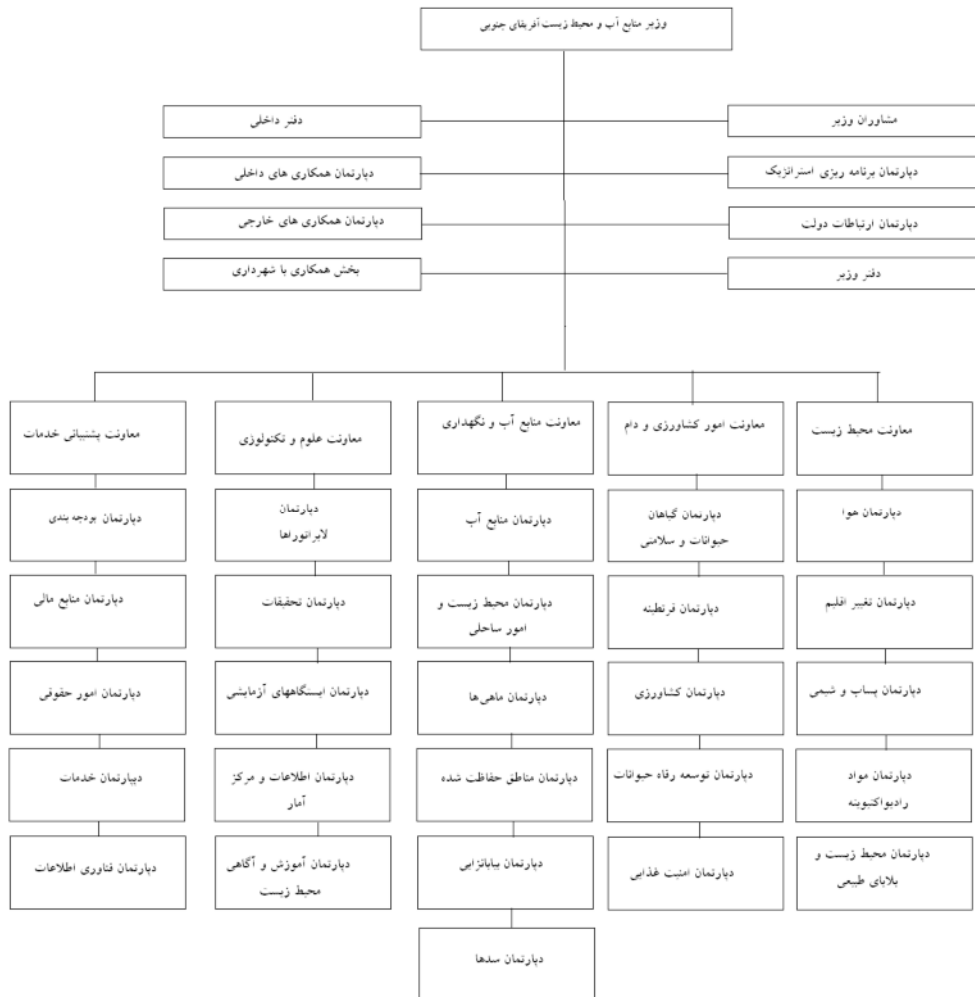 وزیر منابع آب و محیط زیست آفریقای جنوبی
مشاوران وزیر
دفتر داخلی
دپارتمان برنامه ریزی استراتژیک
دپارتمان همکاری های داخلی
دپارتمان ارتباطات دولت
دپارتمان همکاری های خارجی
دفتر وزیر
بخش همکاری با شهرداری
معاونت محیط زیست
معاونت امور کشاورزی و دام
معاونت منابع آب و نگهداری
معاونت علوم و تکنولوزی
معاونت پشتیبانی خدمات
دپارتمان هوا
دپارتمان گیاهان
حیوانات و سلامتی
دپارتمان منابع آب
دپارتمان
لابراتوراها
دپارتمان بودجه بندی
دپارتمان تغییر اقلیم
دپارتمان قرنطینه
دپارتمان محیط زیست و
امور ساحلی
دپارتمان تحقیقات
دپارتمان منابع مالی
دپارتمان پساپ و شیمی
دپارتمان کشاورزی
دپارتمان ماهی‌ها
دپارتمان ایستگاههای آزمایشی
دپارتمان امور حقوقی
دپارتمان مواد
رادیواکتیوینه
دپارتمان توسعه رفاه حیوانات
دپارتمان مناطق حفاظت شده
دپارتمان اطلاعات و مرکز
آمار
دیپارتمان خدمات
دپارتمان محیط زیست و
بلایای طبیعی
دپارتمان امنیت غذایی
دپارتمان بیابانزایی
دپارتمان آموزش و آگاهی
محیط زیست
دپارتمان فناوری اطلاعات
دپارتمان سدها